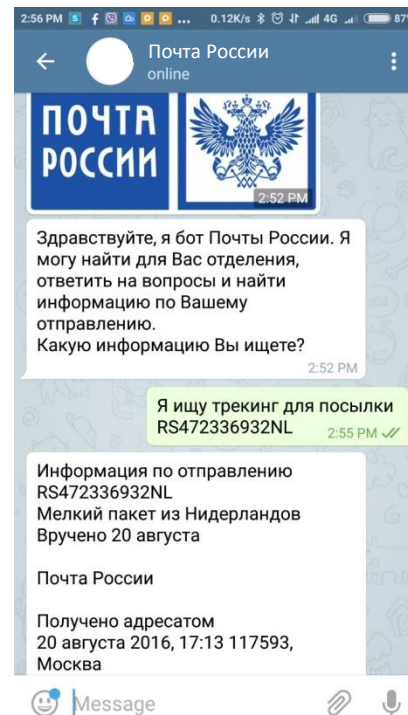 2:56 PM ... 0.12K/s 4G 87
Почта России
online
ПОЧТА
РОССИИ
2:52 PM
Здравствуйте, я бот Почты России. Я
могу найти для Вас отделения,
ответить на вопросы и найти
информацию по Вашему
отправлению.
Какую информацию Вы ищете?
2:52 PM
Я ищу трекинг для посылки
RS472336932NL
2:55 PM
Информация по отправлению
RS472336932NL
Мелкий пакет из Нидерландов
Вручено 20 августа
Почта России
Получено адресатом
20 августа 2016, 17:13 117593,
Москва
Message